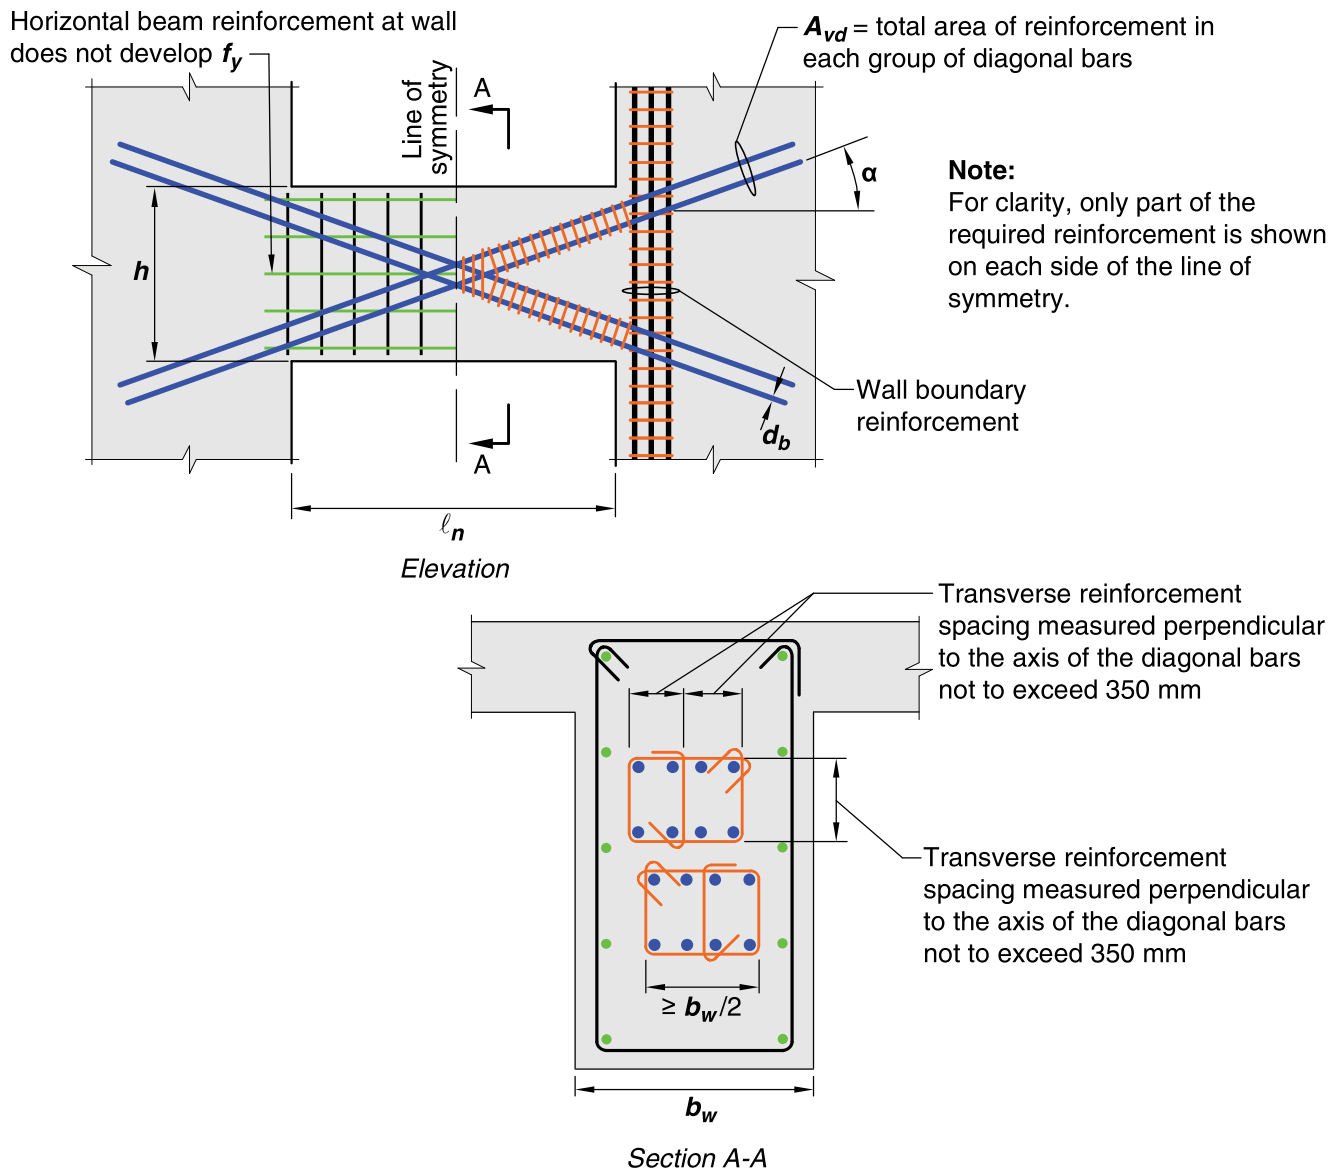 Horizontal beam reinforcement at wall
does not develop fy
Line of
symmetry
A
Avd = total area of reinforcement in
each group of diagonal bars
α
Note:
For clarity, only part of the
required reinforcement is shown
on each side of the line of
symmetry.
h
Wall boundary
reinforcement
db
A
ℓn
Elevation
Transverse reinforcement
spacing measured perpendicular
to the axis of the diagonal bars
not to exceed 350 mm
Transverse reinforcement
spacing measured perpendicular
to the axis of the diagonal bars
not to exceed 350 mm
≥ bw/2
bw
Section A-A